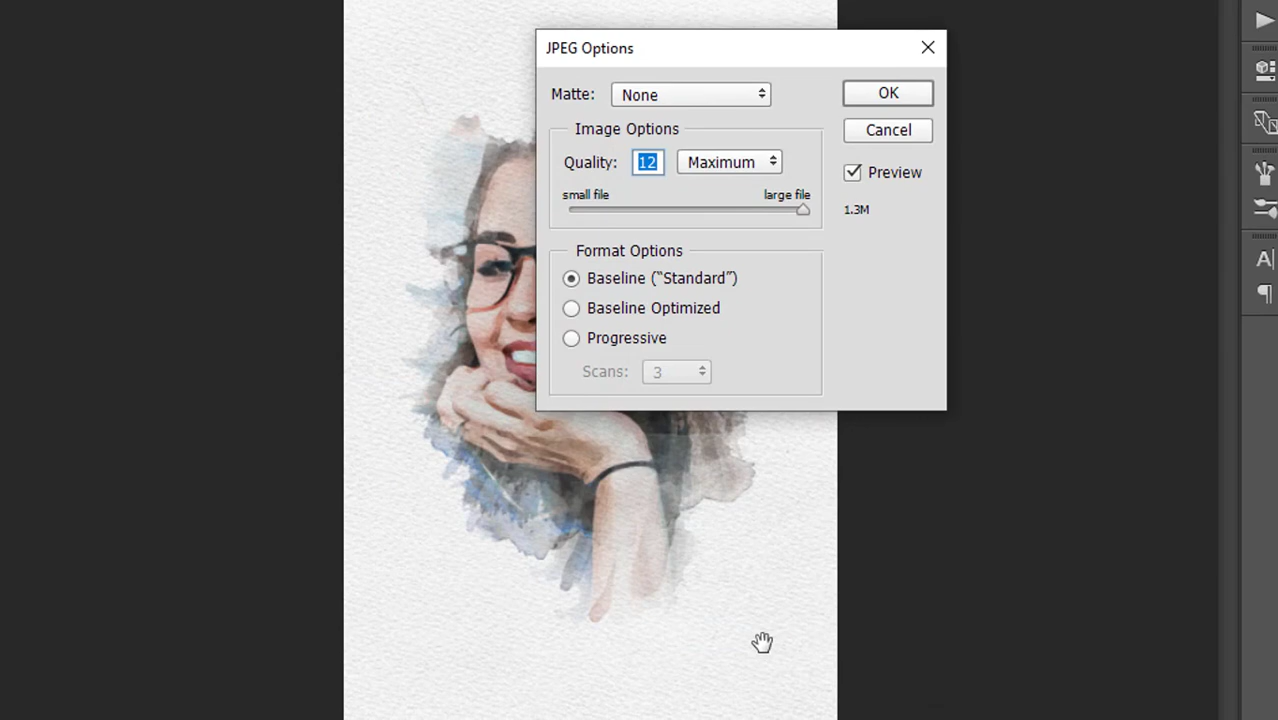 JPEG Options
Matte: None
OK
Image Options
Cancel
Quality: 12 Maximum
Preview
small file large file
1.3M
Format Options
Baseline (“Standard”)
Baseline Optimized
Progressive
Scans: 3